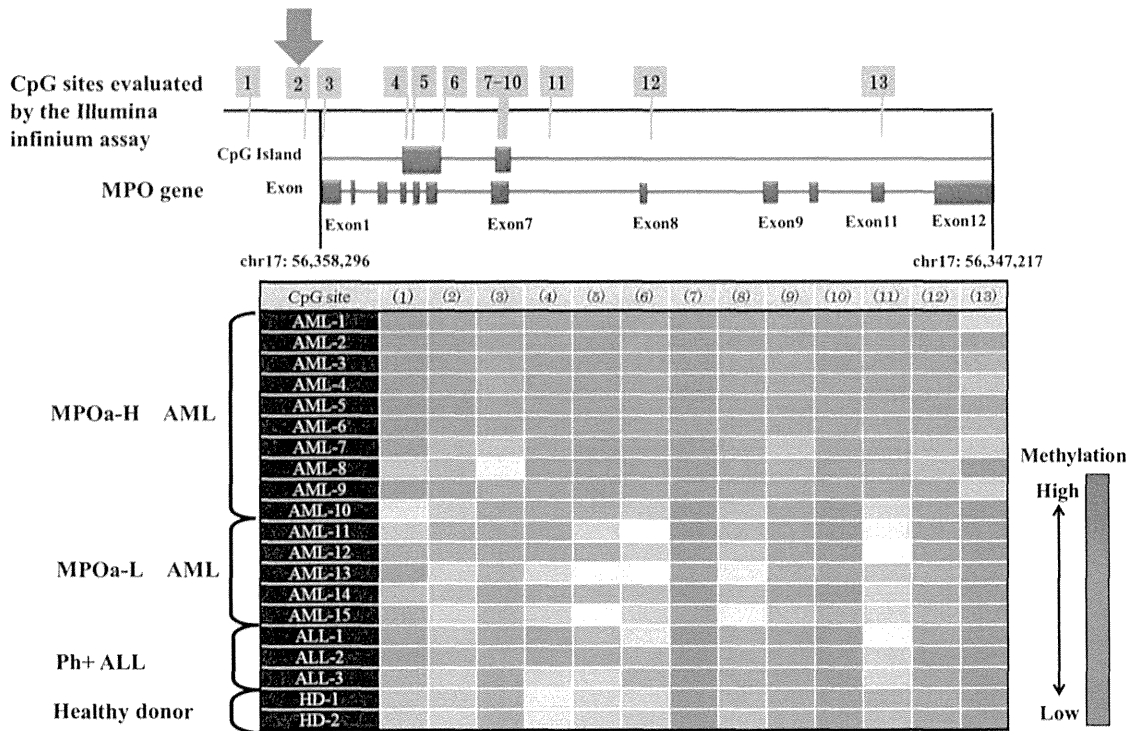 1 2 3 4 5 6 7-10 11 12 13
CpG sites evaluated
by the Illumina
infinium assay
CpG Island
MPO gene
Exon
Exon1 Exon7 Exon8 Exon9 Exon11 Exon12
chr17: 56,358,296 chr17: 56,347,217
CpG site (1) (2) (3) (4) (5) (6) (7) (8) (9) (10) (11) (12) (13)
AML-1
AML-2
AML-3
AML-4
MPOa-H AML
AML-5
AML-6
AML-7
AML-8
AML-9
AML-10
AML-11
AML-12
MPOa-L AML
AML-13
AML-14
AML-15
ALL-1
Ph+ ALL
ALL-2
ALL-3
Healthy donor
HD-1
HD-2
Methylation
High
Low